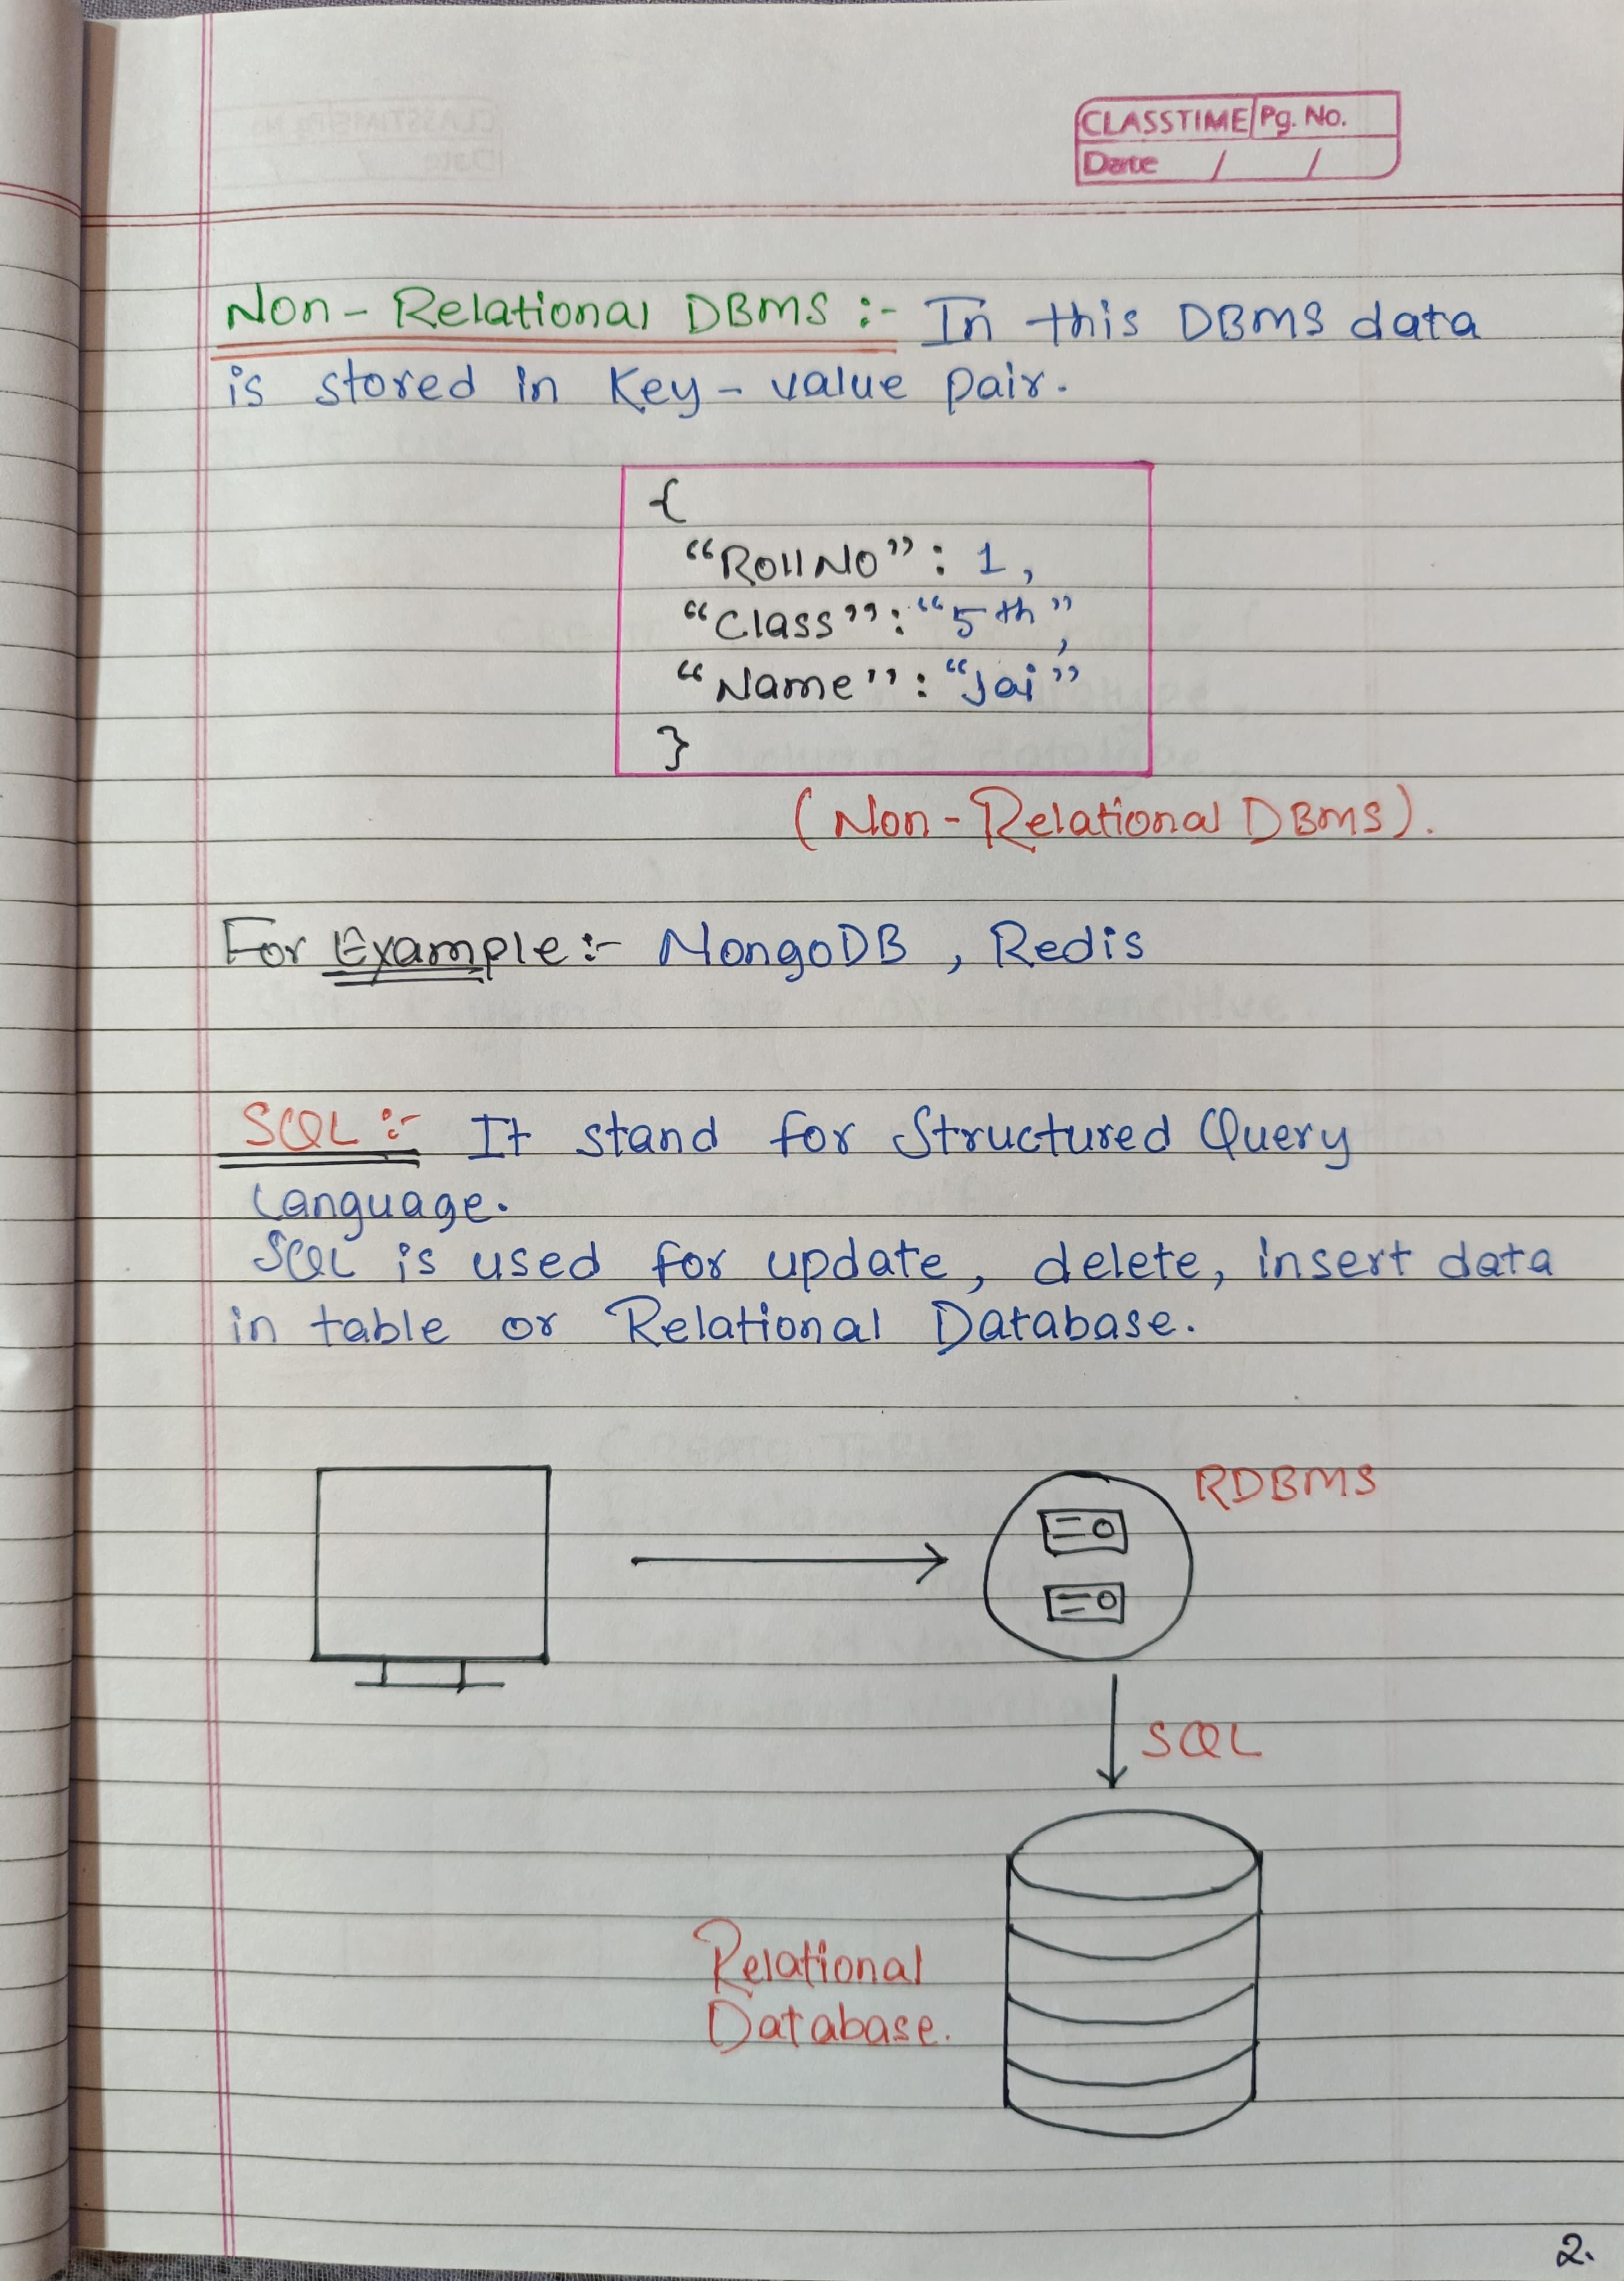 CLASSTIME Pg. No.
Date / /
Non-Relational DBMS :- In this DBMS data
is stored in Key-value pair.
{
"RollNo": 1,
"Class": "5th",
"Name": "Jai"
}
(Non-Relational DBMS).
For Example:- MongoDB, Redis
SQL :- It stand for Structured Query
Language.
SQL is used for update, delete, insert data
in table or Relational Database.
RDBMS
SQL
Relational
Database.
2.